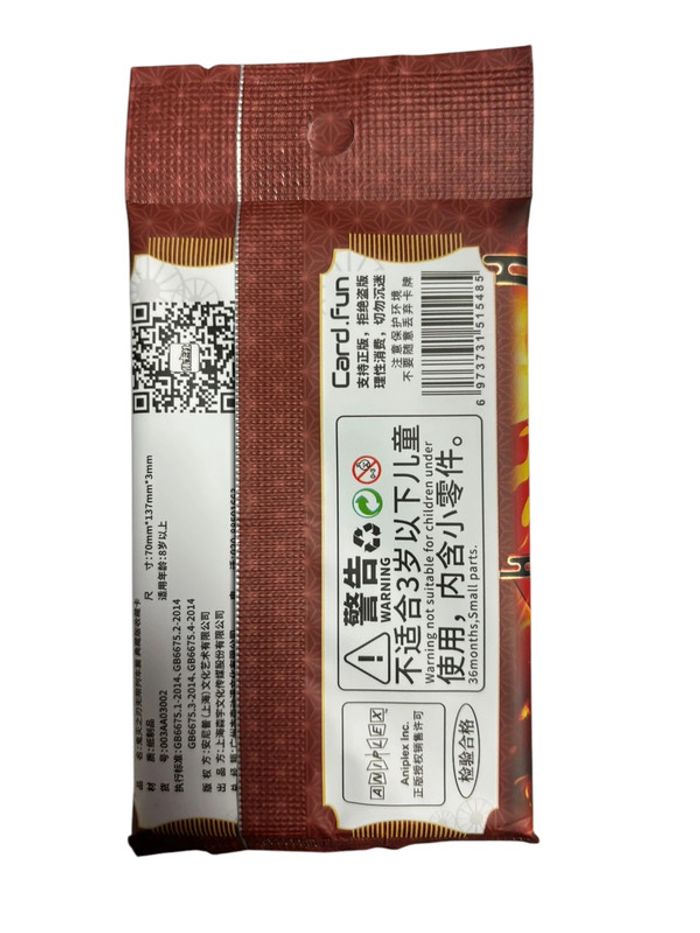 材　质:纸制品
货　号:003AA03002
执行标准:GB6675.1-2014、GB6675.2-2014
GB6675.3-2014、GB6675.4-2014
版 权 方:安尼普(上海)文化艺术有限公司
出 品 方:上海淼宇文化传媒股份有限公司
尺　寸:70mm*137mm*3mm
适用年龄:8岁以上
Card.fun
支持正版，拒绝盗版
理性消费，切勿沉迷
注意保护环境
不要随意丢弃卡牌
6 973731 515485
警告
WARNING
0-3
不适合3岁以下儿童
Warning not suitable for children under
使用，内含小零件。
36months,Small parts.
ANIPLEX
Aniplex Inc.
正版授权销售许可
检验合格